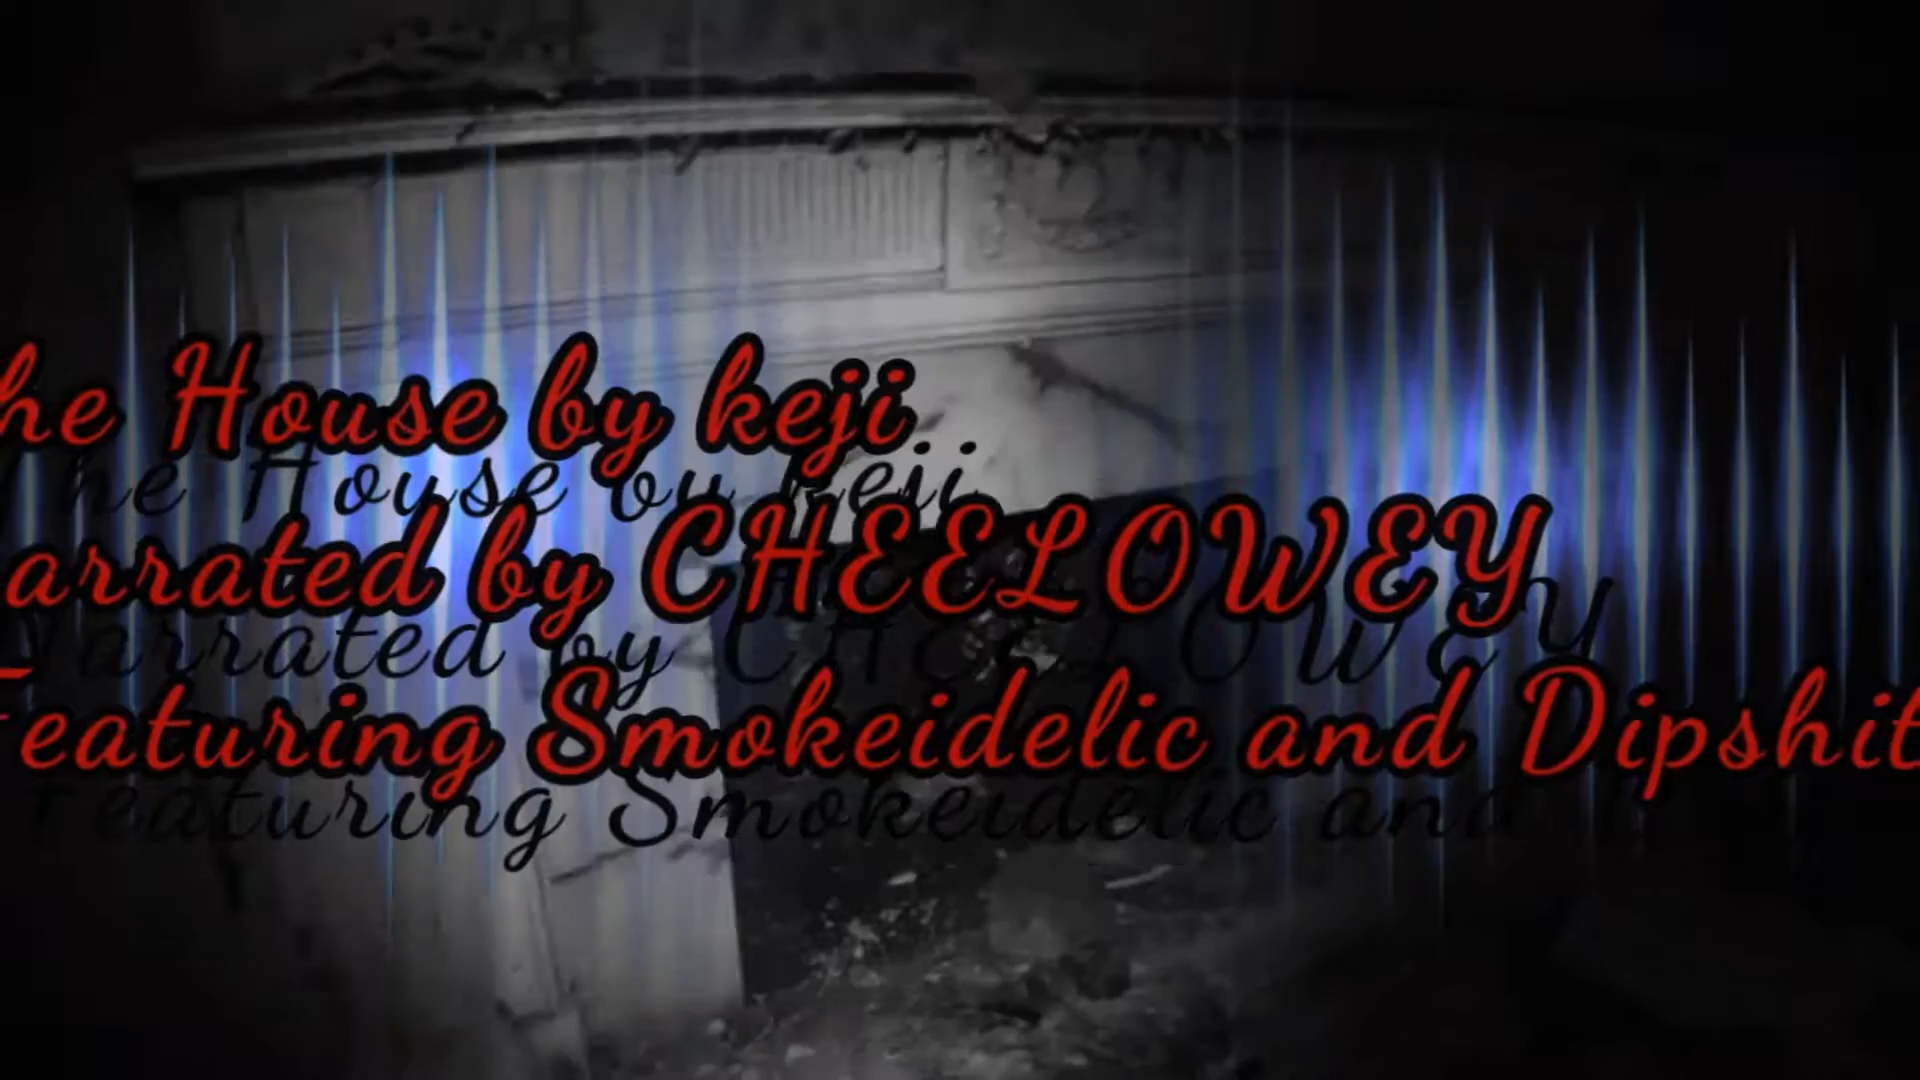 he House by keji
arrated by CHEELOWEY
Featuring Smokeidelic and Dipshit